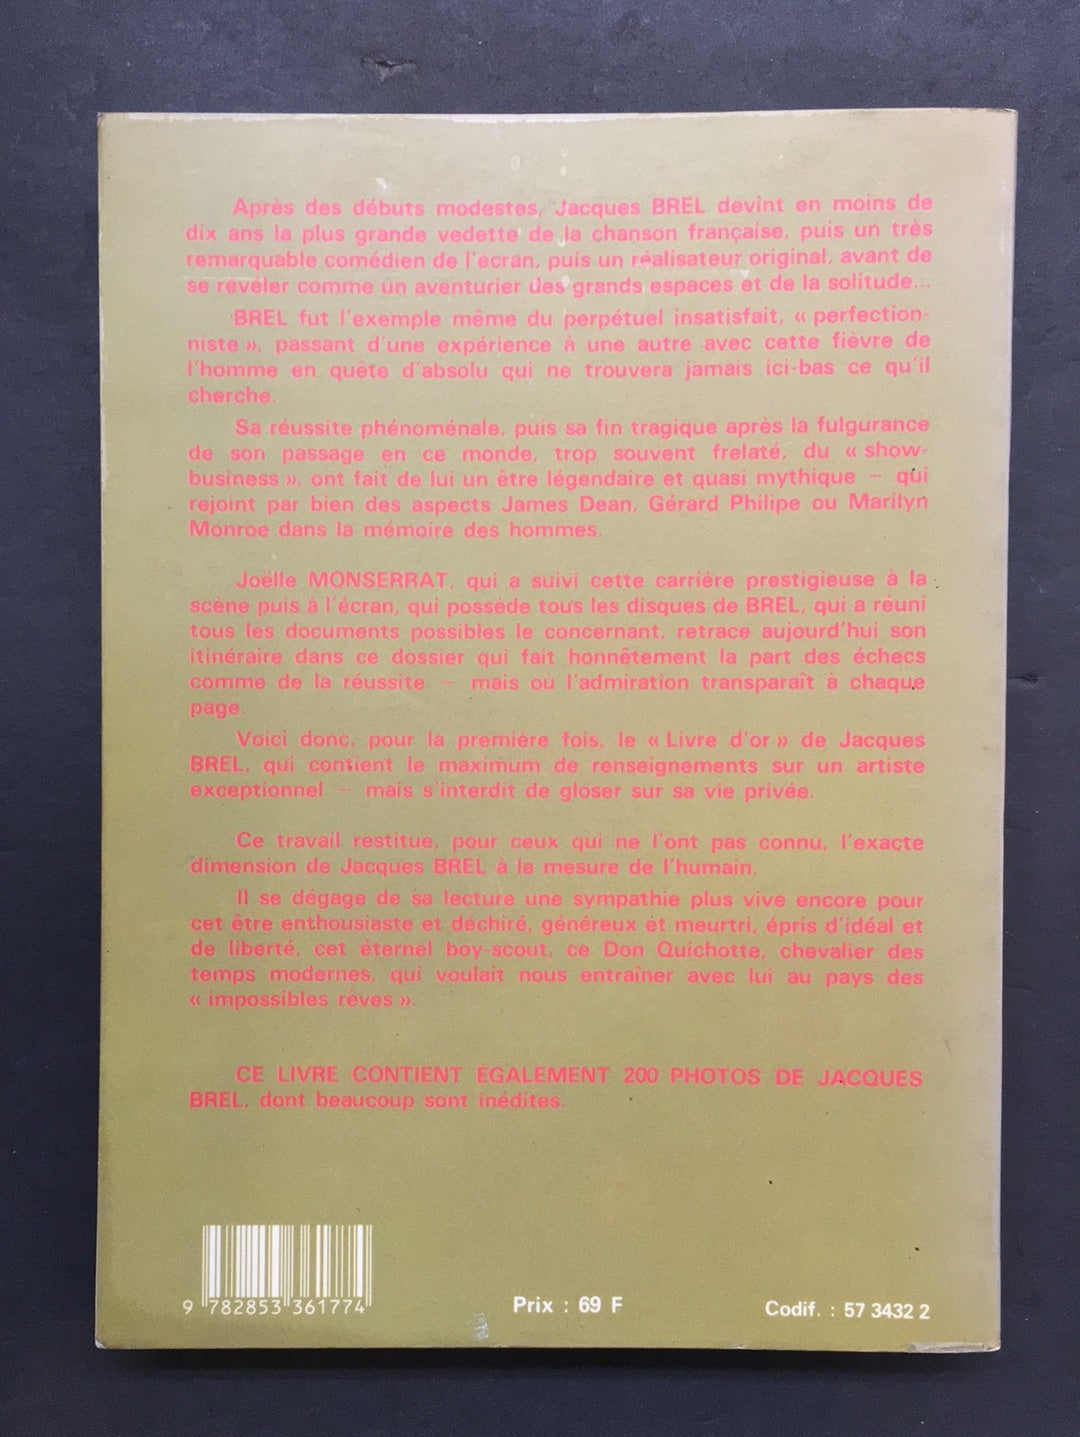 Après des débuts modestes, Jacques BREL devint en moins de
dix ans la plus grande vedette de la chanson française, puis un très
remarquable comédien de l'écran, puis un réalisateur original, avant de
se révéler comme un aventurier des grands espaces et de la solitude...
BREL fut l'exemple même du perpétuel insatisfait, « perfection-
niste », passant d'une expérience à une autre avec cette fièvre de
l'homme en quête d'absolu qui ne trouvera jamais ici-bas ce qu'il
cherche.
Sa réussite phénoménale, puis sa fin tragique après la fulgurance
de son passage en ce monde, trop souvent frelaté, du « show-
business », ont fait de lui un être légendaire et quasi mythique — qui
rejoint par bien des aspects James Dean, Gérard Philipe ou Marilyn
Monroe dans la mémoire des hommes.
Joëlle MONSERRAT, qui a suivi cette carrière prestigieuse à la
scène puis à l'écran, qui possède tous les disques de BREL, qui a réuni
tous les documents possibles le concernant, retrace aujourd'hui son
itinéraire dans ce dossier qui fait honnêtement la part des échecs
comme de la réussite — mais où l'admiration transparaît à chaque
page.
Voici donc, pour la première fois, le « Livre d'or » de Jacques
BREL, qui contient le maximum de renseignements sur un artiste
exceptionnel — mais s'interdit de gloser sur sa vie privée.
Ce travail restitue, pour ceux qui ne l'ont pas connu, l'exacte
dimension de Jacques BREL à la mesure de l'humain.
Il se dégage de sa lecture une sympathie plus vive encore pour
cet être enthousiaste et déchiré, généreux et meurtri, épris d'idéal et
de liberté, cet éternel boy-scout, ce Don Quichotte, chevalier des
temps modernes, qui voulait nous entraîner avec lui au pays des
« impossibles rêves ».
CE LIVRE CONTIENT ÉGALEMENT 200 PHOTOS DE JACQUES
BREL, dont beaucoup sont inédites.
9 782853 361774
Prix : 69 F
Codif. : 57 3432 2